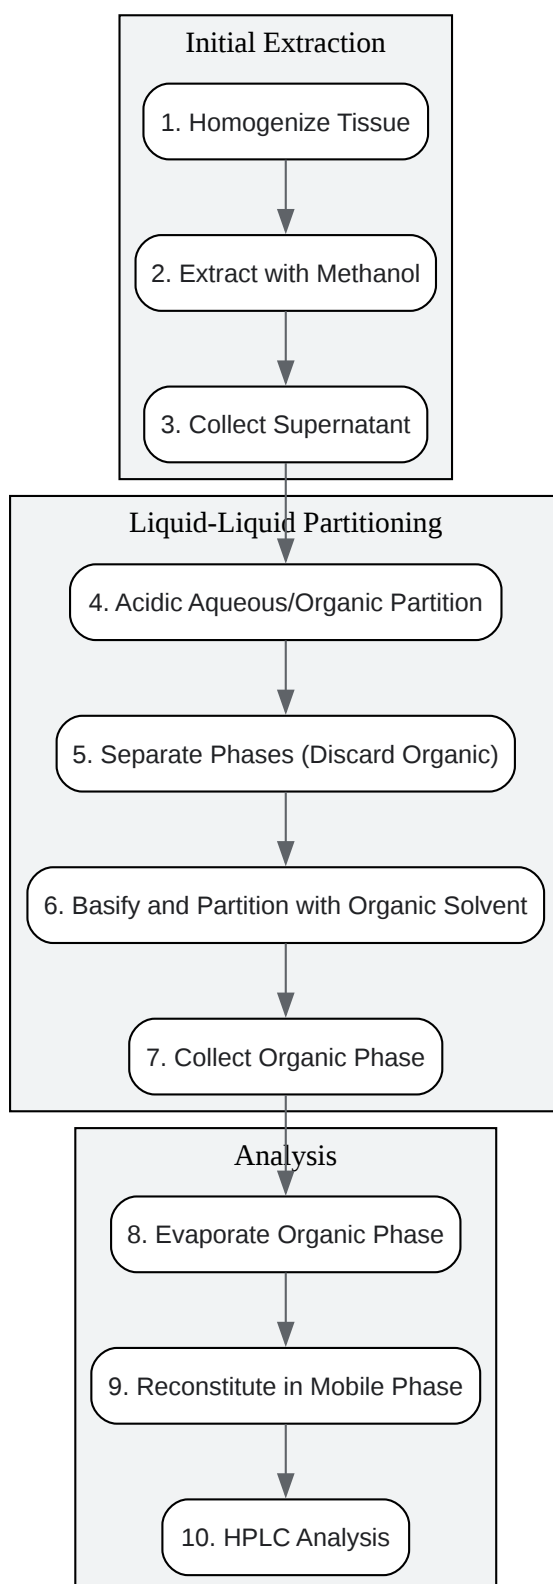 Initial Extraction
1. Homogenize Tissue
2. Extract with Methanol
3. Collect Supernatant
Liquid-Liquid Partitioning
4. Acidic Aqueous/Organic Partition
5. Separate Phases (Discard Organic)
6. Basify and Partition with Organic Solvent
7. Collect Organic Phase
Analysis
8. Evaporate Organic Phase
9. Reconstitute in Mobile Phase
10. HPLC Analysis